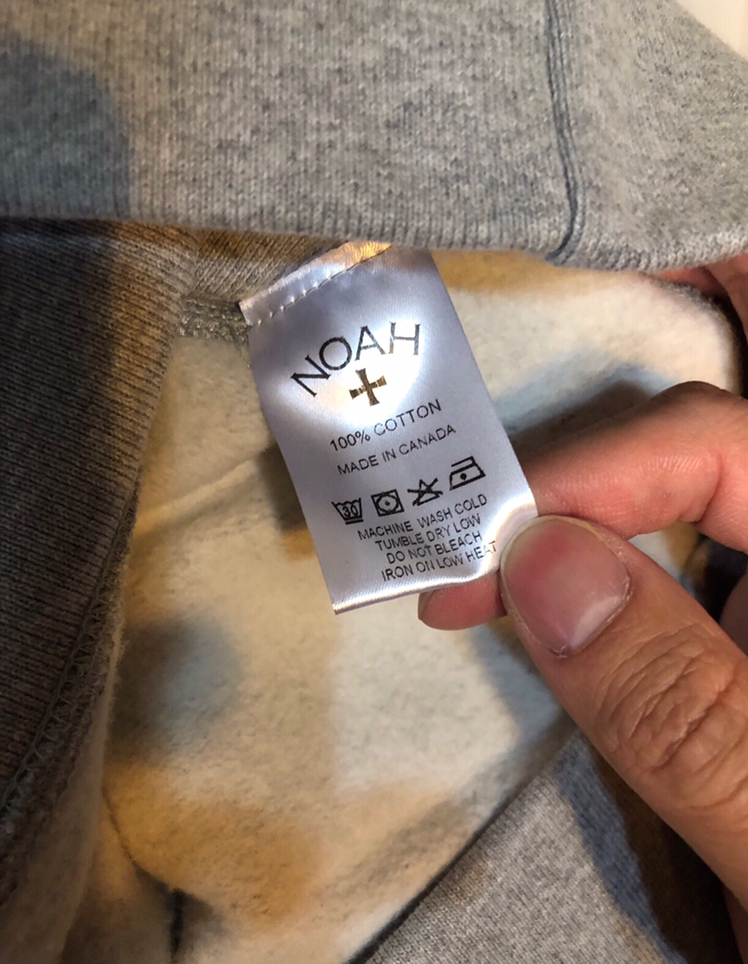 NOAH
100% COTTON
MADE IN CANADA
30
MACHINE WASH COLD
TUMBLE DRY LOW
DO NOT BLEACH
IRON ON LOW HEAT